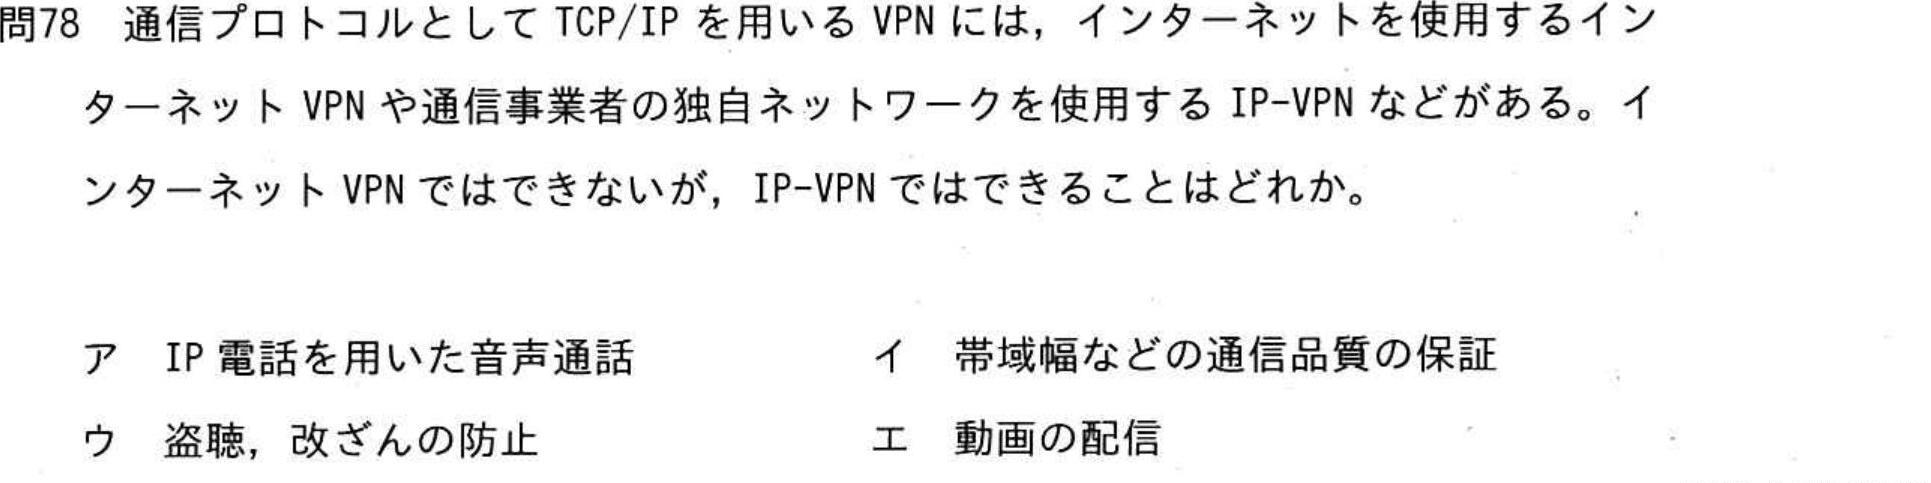 問78 通信プロトコルとして TCP/IP を用いる VPN には，インターネットを使用するイン
ターネット VPN や通信事業者の独自ネットワークを使用する IP-VPN などがある。イ
ンターネット VPN ではできないが，IP-VPN ではできることはどれか。
ア IP 電話を用いた音声通話 イ 帯域幅などの通信品質の保証
ウ 盗聴，改ざんの防止 エ 動画の配信